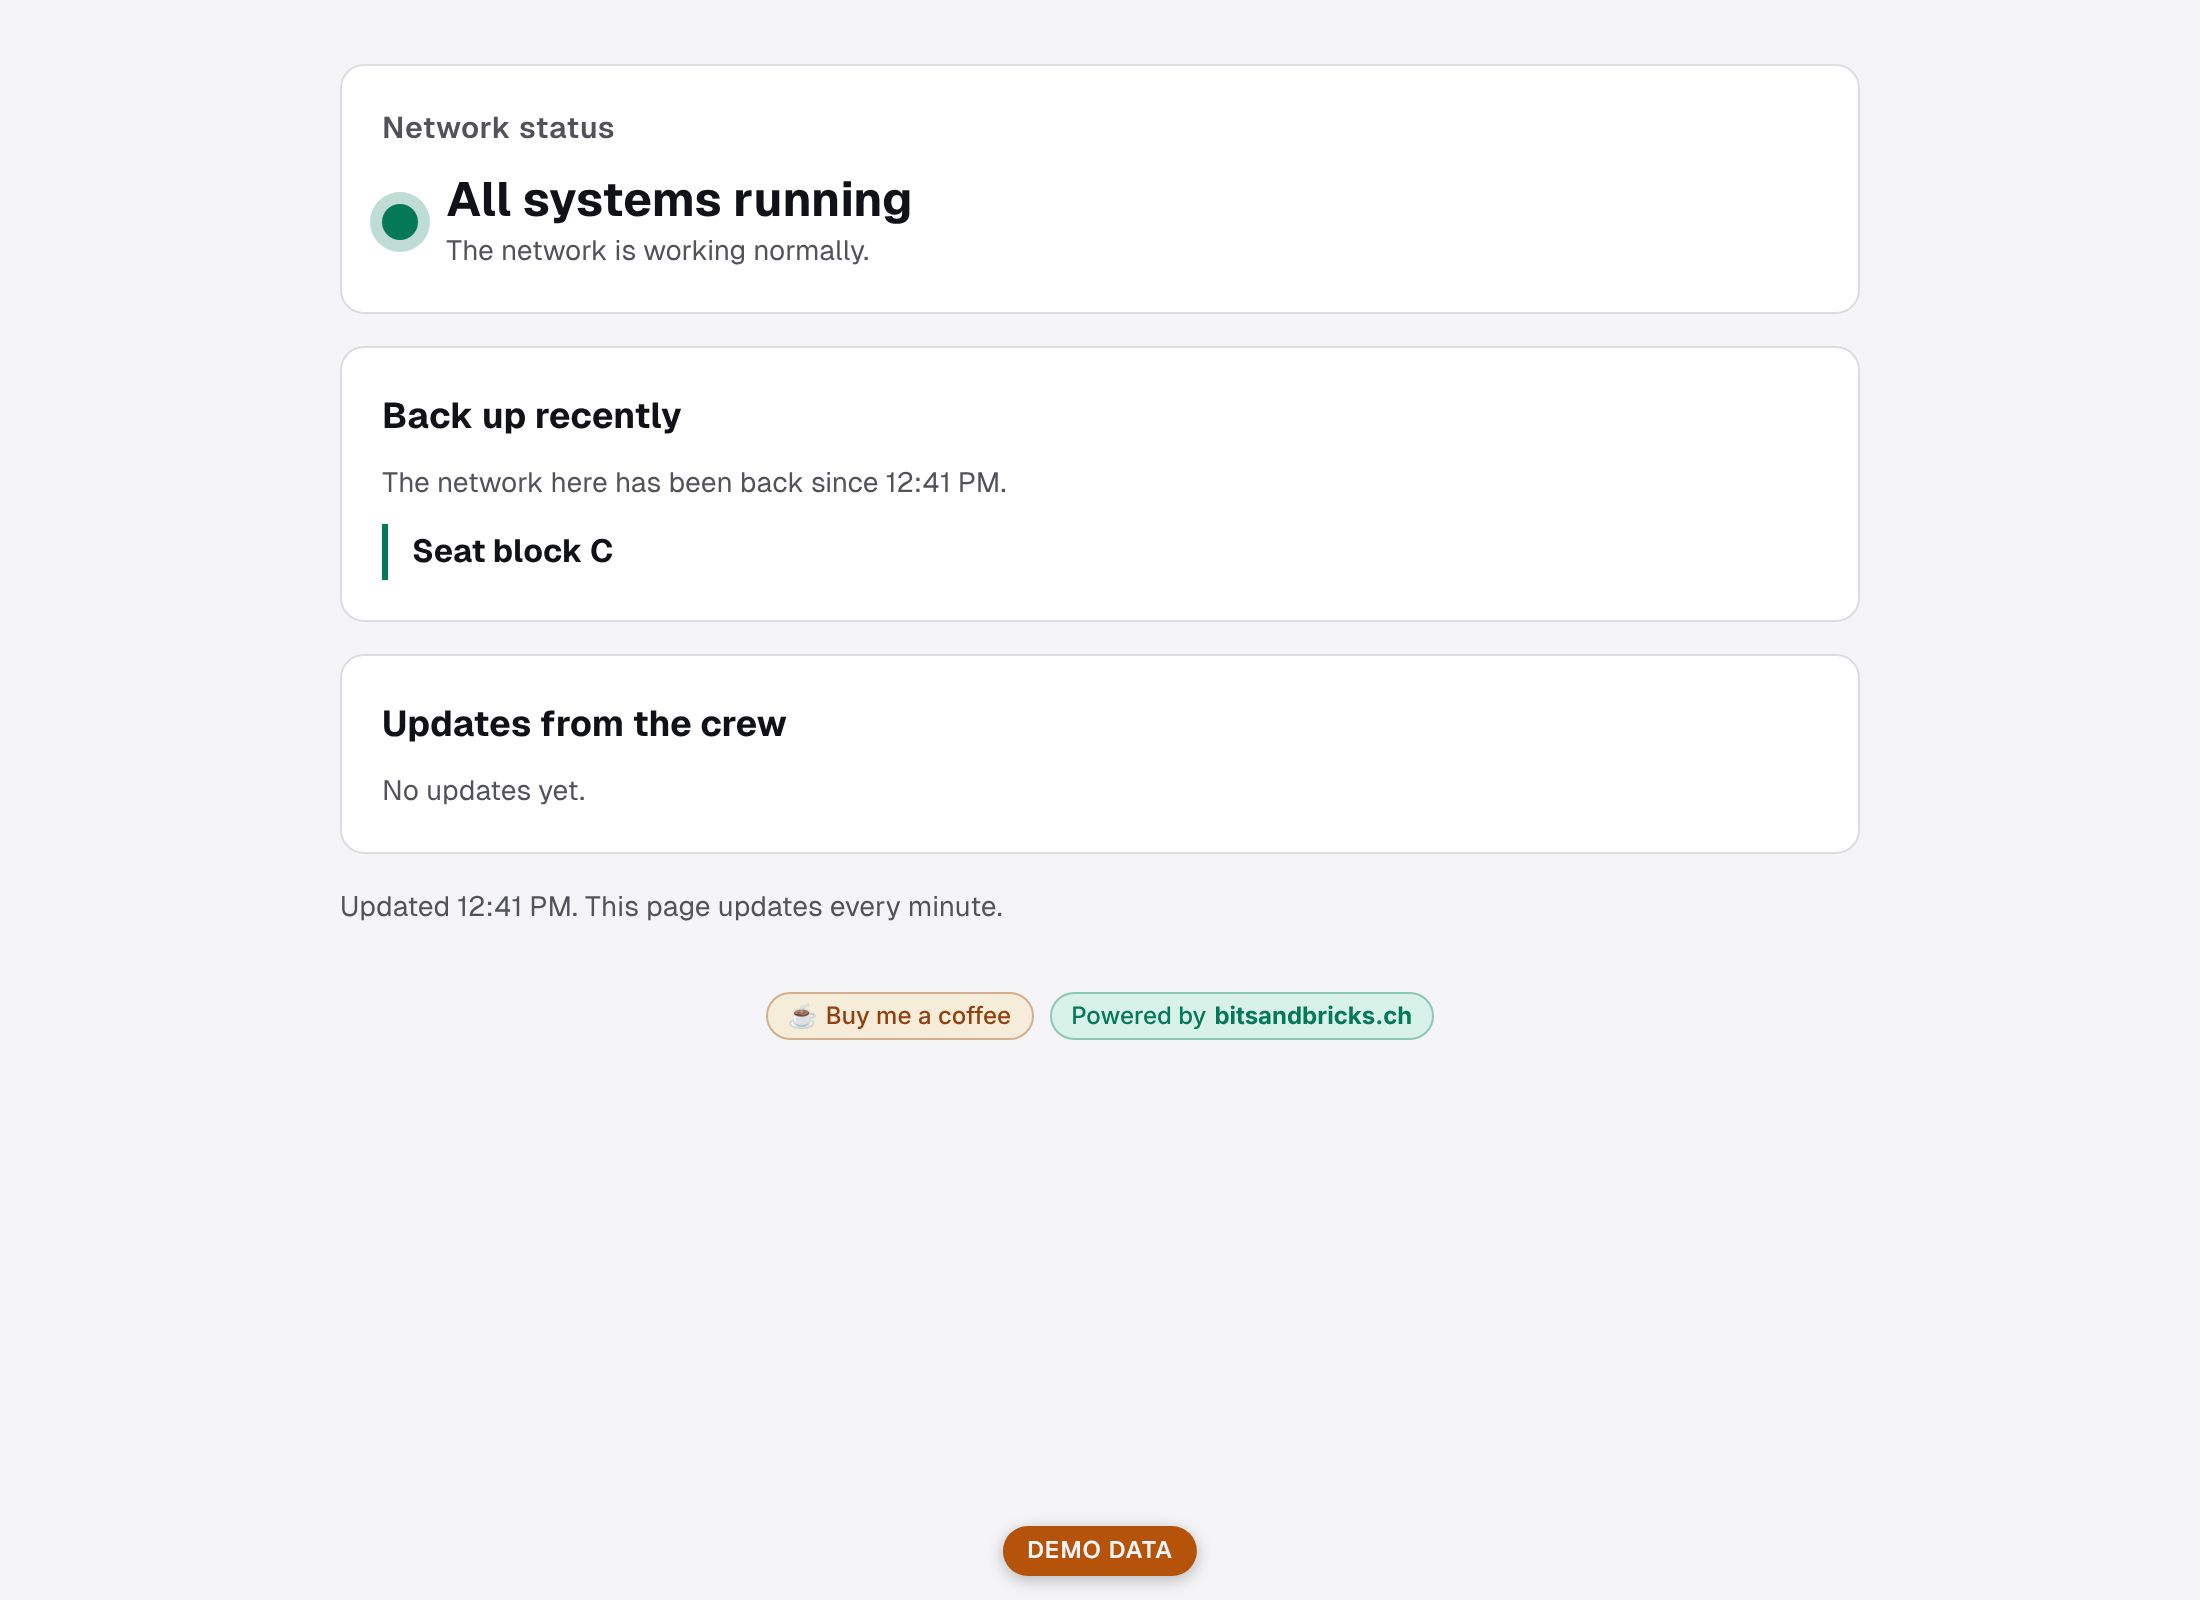 Network status
All systems running
The network is working normally.
Back up recently
The network here has been back since 12:41 PM.
Seat block C
Updates from the crew
No updates yet.
Updated 12:41 PM. This page updates every minute.
☕ Buy me a coffee
Powered by bitsandbricks.ch
DEMO DATA